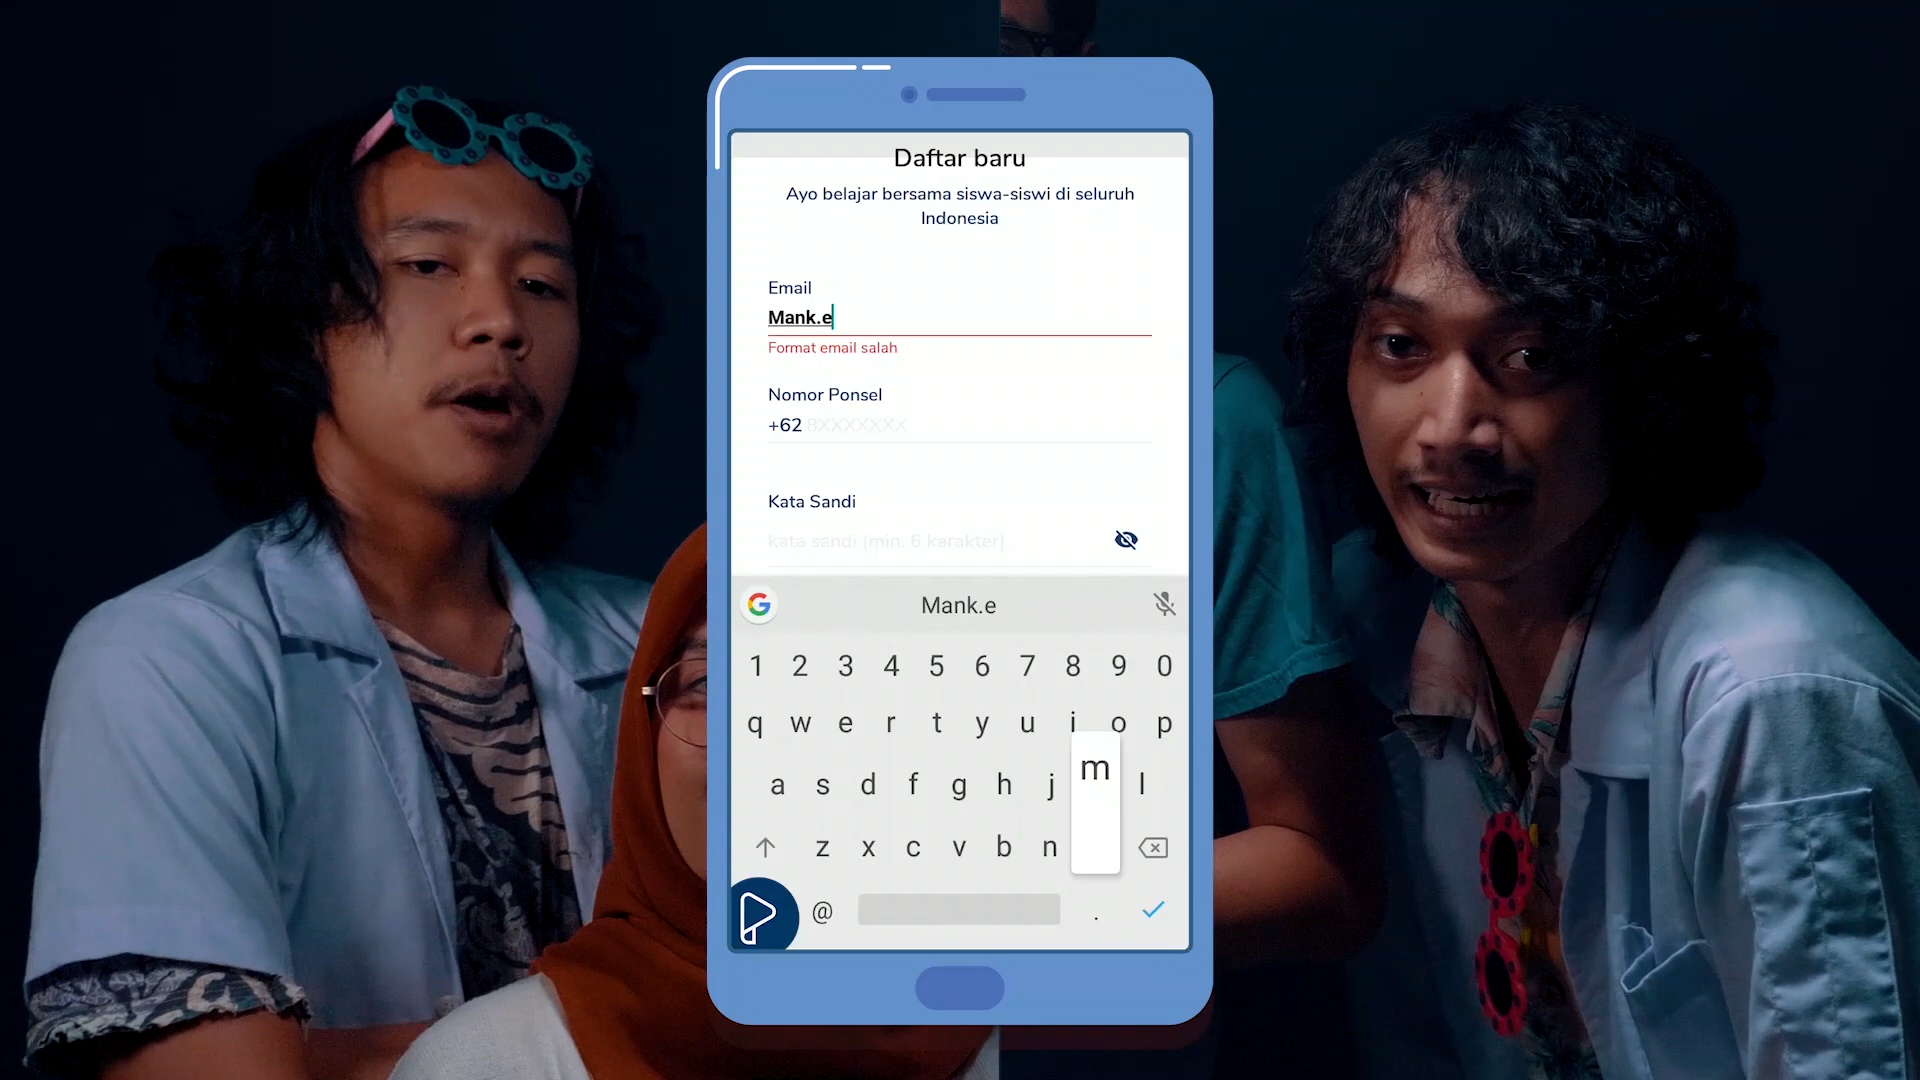 Daftar baru
Ayo belajar bersama siswa-siswi di seluruh
Indonesia
Email
Mank.e
Format email salah
Nomor Ponsel
+62 8XXXXXXX
Kata Sandi
kata sandi (min. 6 karakter)
G Mank.e
1 2 3 4 5 6 7 8 9 0
q w e r t y u i o p
a s d f g h j l
m
z x c v b n
@ .